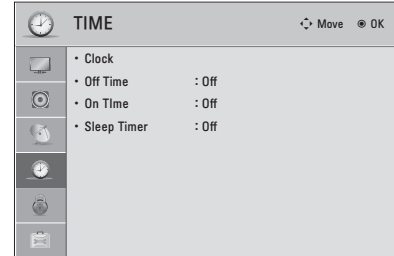 TIME Move OK
• Clock
• Off Time : Off
• On TIme : Off
• Sleep Timer : Off